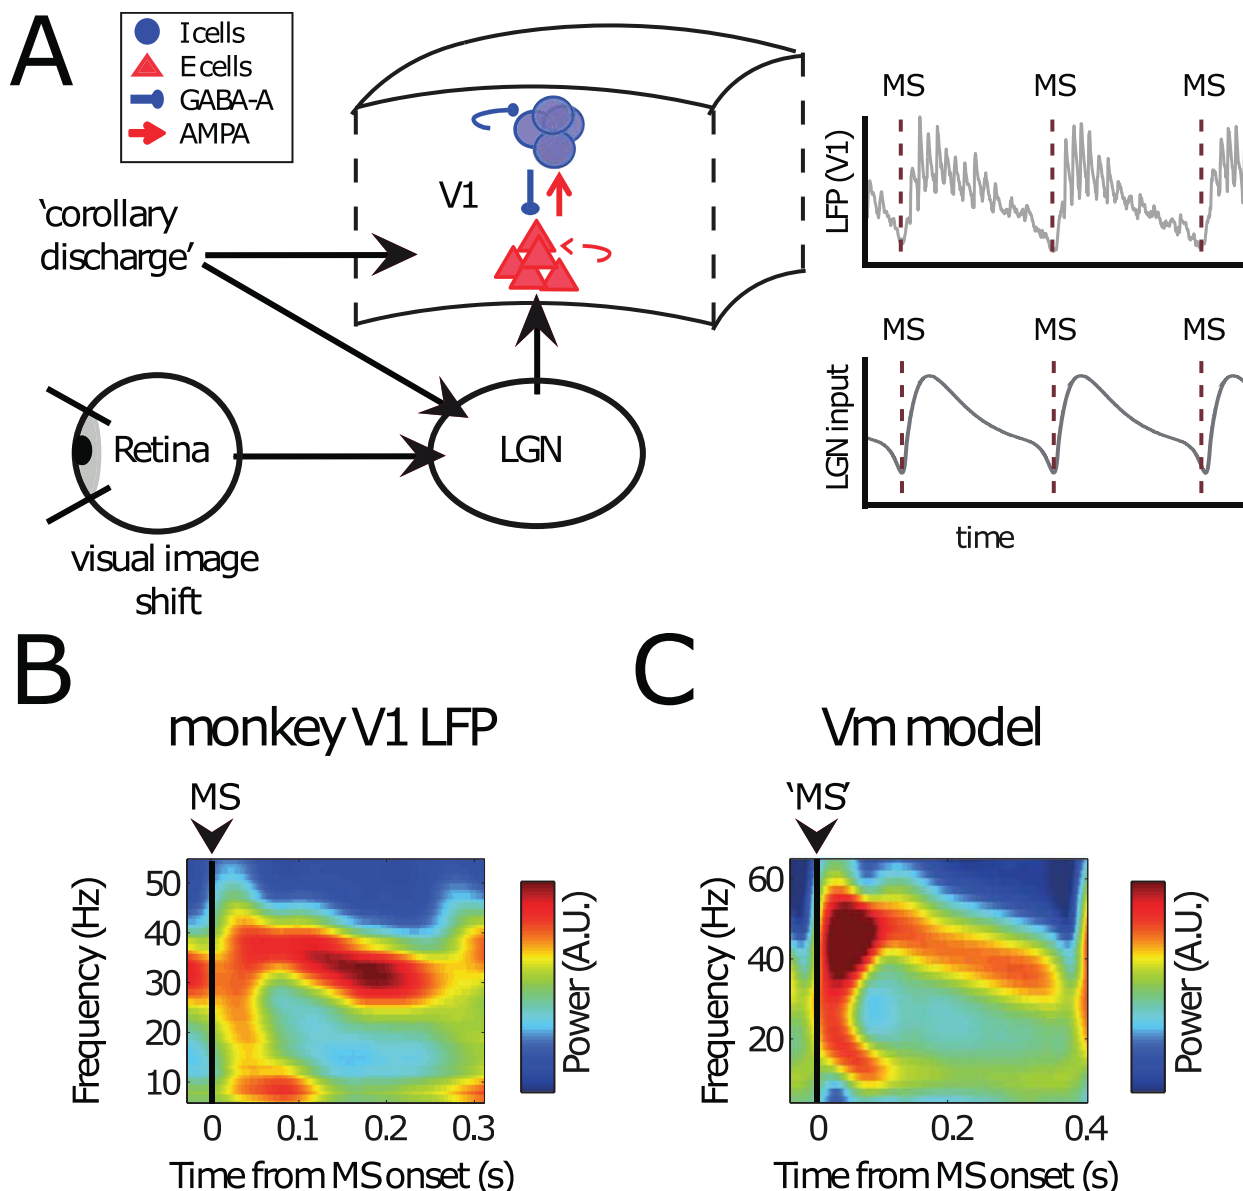 A
I cells
E cells
GABA-A
AMPA
V1
'corollary
discharge'
Retina
LGN
visual image
shift
MS
MS
MS
LFP (V1)
MS
MS
MS
LGN input
time
B
monkey V1 LFP
MS
50
40
30
20
10
Frequency (Hz)
0
0.1
0.2
0.3
Time from MS onset (s)
Power (A.U.)
C
Vm model
'MS'
60
40
20
Frequency (Hz)
0
0.2
0.4
Time from MS onset (s)
Power (A.U.)